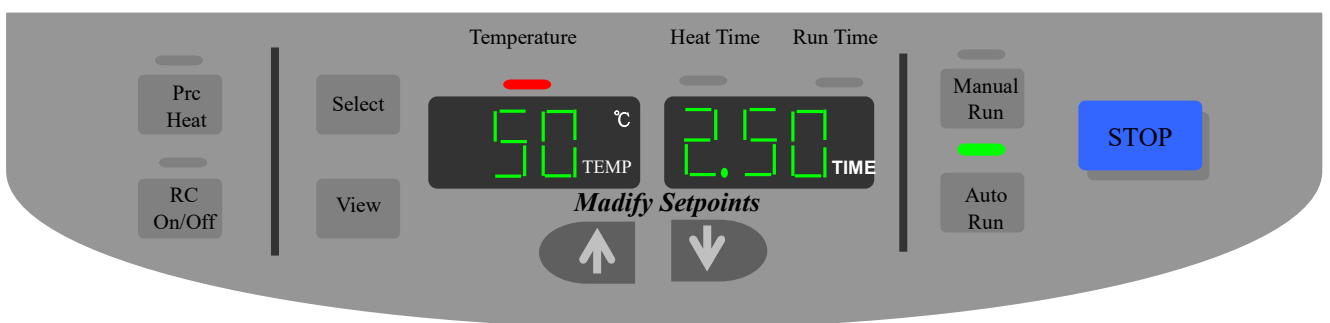 Temperature
Heat Time
Run Time
Prc
Heat
Select
50
℃
TEMP
2.50
TIME
Manual
Run
STOP
RC
On/Off
View
Madify Setpoints
Auto
Run